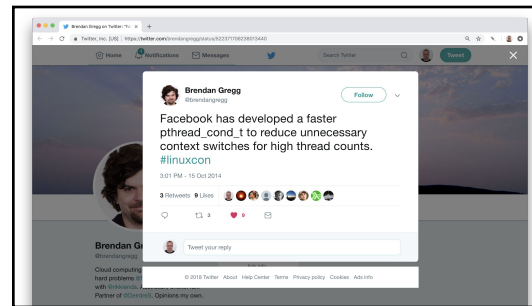 Brendan Gregg on Twitter: "Fa
Twitter, Inc. [US] | https://twitter.com/brendangregg/status/522371706238013440
Home Notifications Messages Search Twitter Tweet
Brendan Gregg
@brendangregg
Follow
Facebook has developed a faster
pthread_cond_t to reduce unnecessary
context switches for high thread counts.
#linuxcon
3:01 PM - 15 Oct 2014
3 Retweets 9 Likes
3 9
Tweet your reply
© 2018 Twitter About Help Center Terms Privacy policy Cookies Ads info
Brendan Gr
@brendangregg
Cloud computing
hard problems
with
Partner of @DeirdreS. Opinions my own.